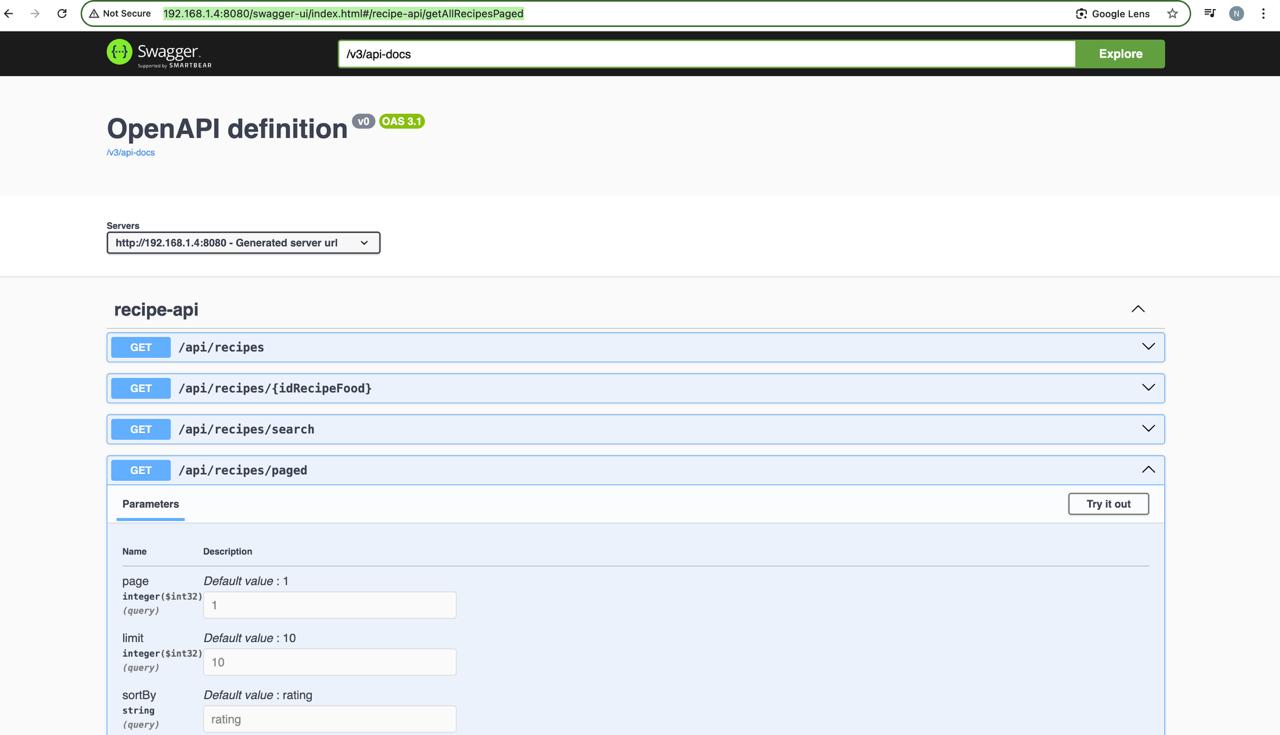 Not Secure 192.168.1.4:8080/swagger-ui/index.html#/recipe-api/getAllRecipesPaged Google Lens N
{··} Swagger. /v3/api-docs Explore
Supported by SMARTBEAR
OpenAPI definition v0 OAS 3.1
/v3/api-docs
Servers
http://192.168.1.4:8080 - Generated server url
recipe-api
GET /api/recipes
GET /api/recipes/{idRecipeFood}
GET /api/recipes/search
GET /api/recipes/paged
Parameters Try it out
Name Description
page Default value : 1
integer($int32)
(query) 1
limit Default value : 10
integer($int32)
(query) 10
sortBy Default value : rating
string
(query) rating